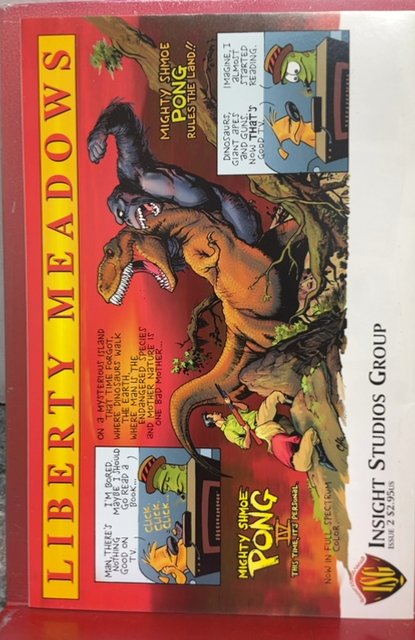 LIBERTY MEADOWS
MAN, THERE'S
NOTHING
GOOD ON
T.V.
I'M BORED.
MAYBE I SHOULD
GO READ A
BOOK...
CLICK
CLICK
CLICK...
ON A MYSTERIOUS ISLAND
THAT TIME FORGOT,
WHERE DINOSAURS WALK
THE EARTH,
WHERE MAN IS THE
ENDANGERED SPECIES
AND MOTHER NATURE IS
ONE BAD MOTHER...
MIGHTY SHMOE
PONG
RULES THE LAND!!
MIGHTY SHMOE
PONG
IV
THIS TIME, IT'S PERSONAL
NOW IN FULL SPECTRUM
COLOR
DINOSAURS,
GIANT APES
AND GUNS.
NOW THAT'S
GOOD T.V.
IMAGINE, I
ALMOST
STARTED
READING.
ISG
INSIGHT STUDIOS GROUP
ISSUE 2 $2.95US